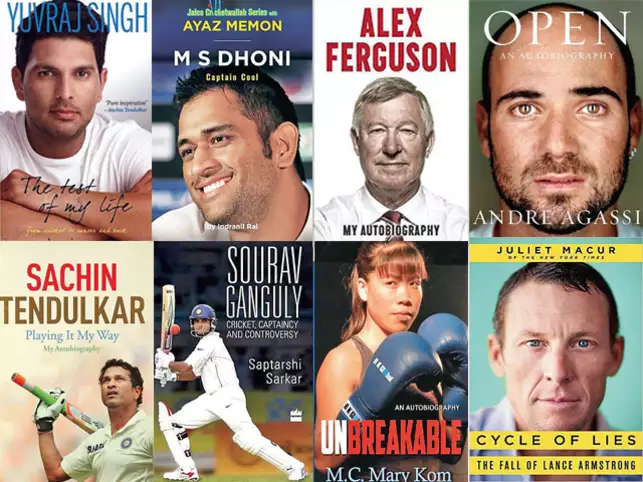 YUVRAJ SINGH
"Pure inspiration"
—Sachin Tendulkar
The test
of my life
from cricket to cancer and back
Jaico Cricketwallah Series with
AYAZ MEMON
M S DHONI
Captain Cool
by Indranil Rai
ALEX
FERGUSON
MY AUTOBIOGRAPHY
OPEN
AN AUTOBIOGRAPHY
ANDRE AGASSI
SACHIN
TENDULKAR
Playing It My Way
My Autobiography
SOURAV
GANGULY
CRICKET, CAPTAINCY
AND CONTROVERSY
Saptarshi
Sarkar
AN AUTOBIOGRAPHY
UNBREAKABLE
M.C. Mary Kom
JULIET MACUR
OF THE NEW YORK TIMES
CYCLE OF LIES
THE FALL OF LANCE ARMSTRONG